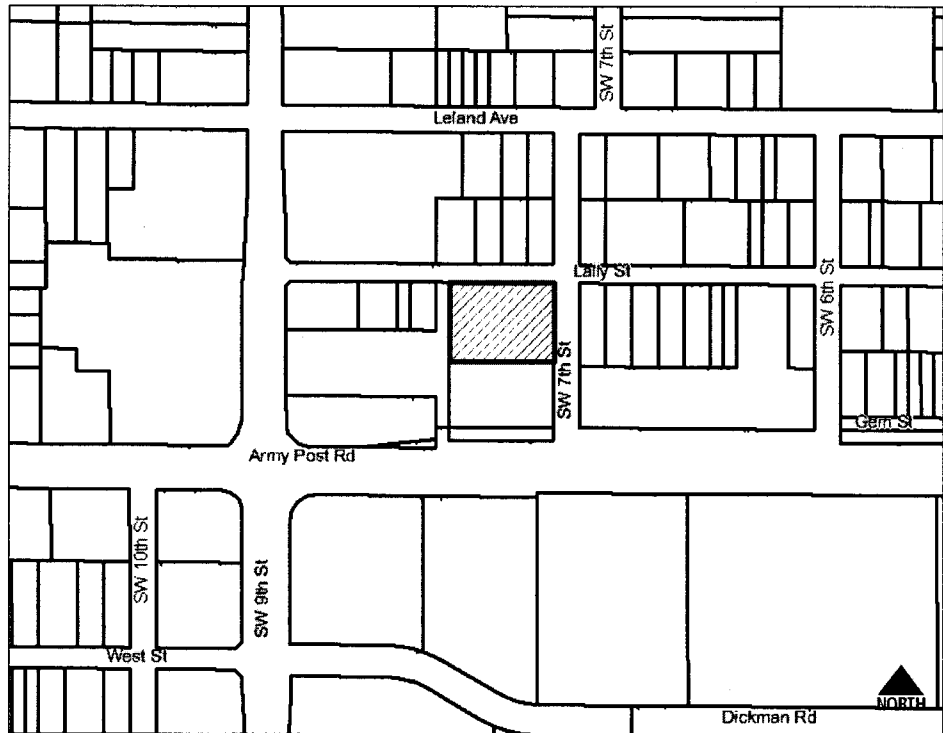 SW 7th St
Leland Ave
Lally St
SW 6th St
SW 7th St
Gem St
Army Post Rd
SW 10th St
SW 9th St
West St
NORTH
Dickman Rd